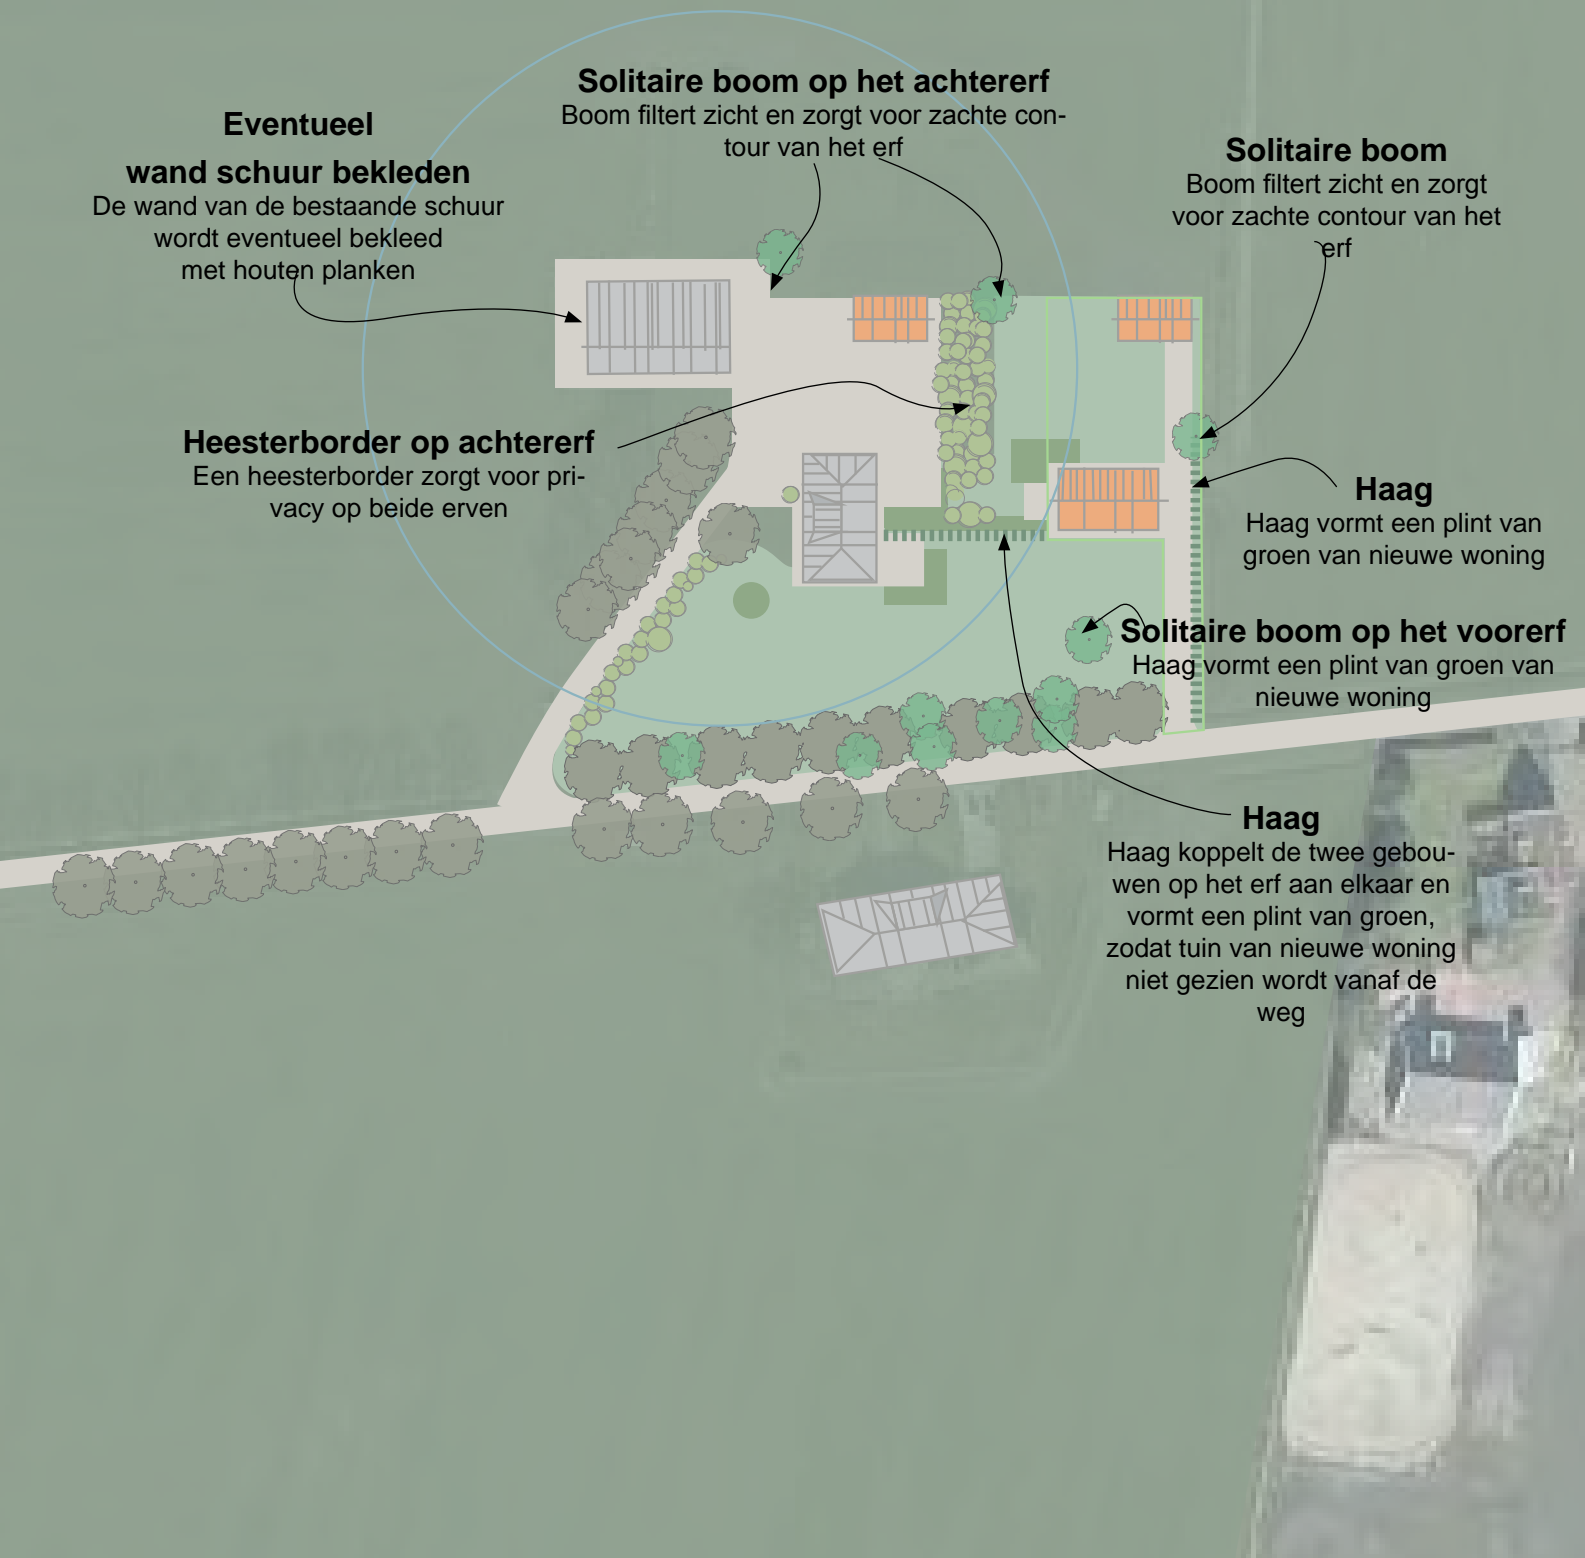 Solitaire boom op het achtererf
Boom filtert zicht en zorgt voor zachte con-
tour van het erf
Eventueel
wand schuur bekleden
De wand van de bestaande schuur
wordt eventueel bekleed
met houten planken
Solitaire boom
Boom filtert zicht en zorgt
voor zachte contour van het
erf
Heesterborder op achtererf
Een heesterborder zorgt voor pri-
vacy op beide erven
Haag
Haag vormt een plint van
groen van nieuwe woning
Solitaire boom op het voorerf
Haag vormt een plint van groen van
nieuwe woning
Haag
Haag koppelt de twee gebou-
wen op het erf aan elkaar en
vormt een plint van groen,
zodat tuin van nieuwe woning
niet gezien wordt vanaf de
weg